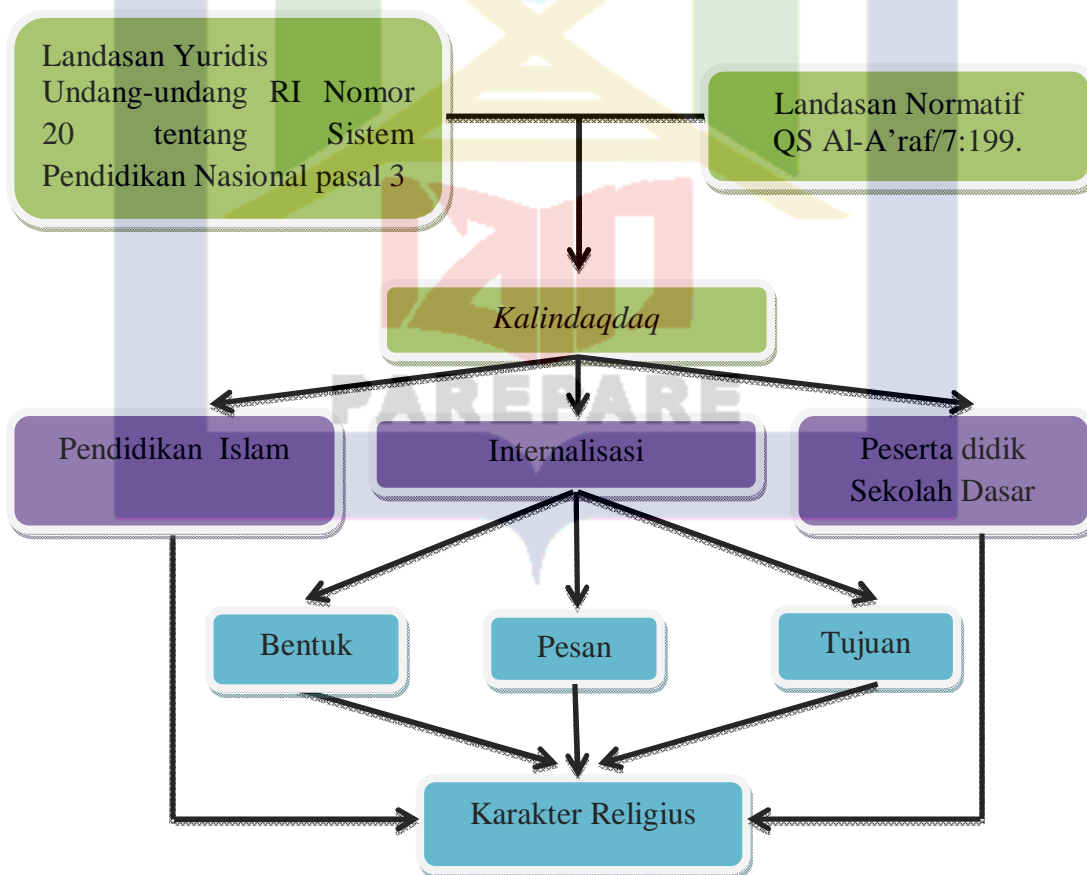 Landasan Yuridis
Undang-undang RI Nomor
20 tentang Sistem
Pendidikan Nasional pasal 3
Landasan Normatif
QS Al-A’raf/7:199.
Kalindaqdaq
PAREPARE
Pendidikan Islam
Internalisasi
Peserta didik
Sekolah Dasar
Bentuk
Pesan
Tujuan
Karakter Religius